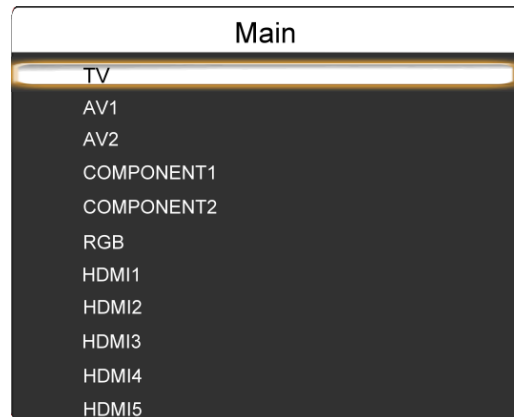 Main
TV
AV1
AV2
COMPONENT1
COMPONENT2
RGB
HDMI1
HDMI2
HDMI3
HDMI4
HDMI5